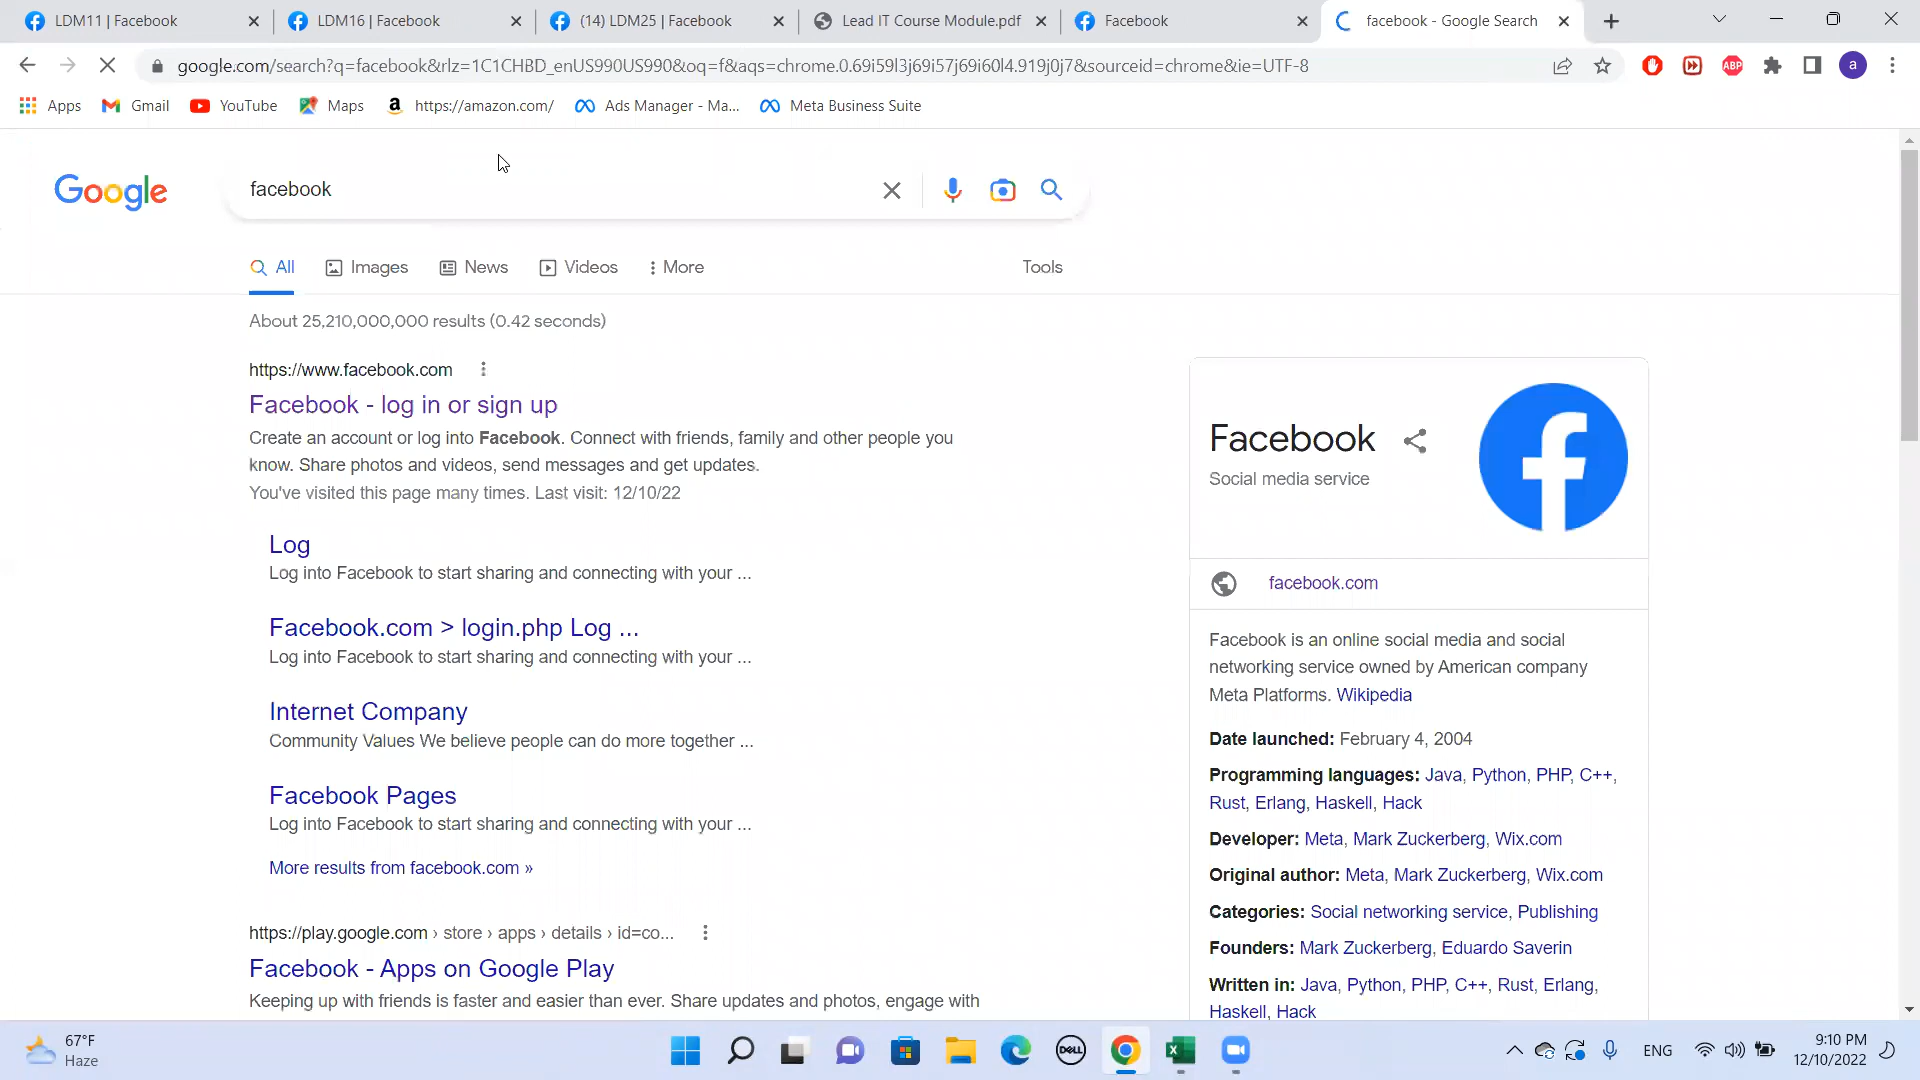 LDM11 | Facebook
LDM16 | Facebook
(14) LDM25 | Facebook
Lead IT Course Module.pdf
Facebook
facebook - Google Search
google.com/search?q=facebook&rlz=1C1CHBD_enUS990US990&oq=f&aqs=chrome.0.69i59l3j69i57j69i60l4.919j0j7&sourceid=chrome&ie=UTF-8
ABP
a
Apps
Gmail
YouTube
Maps
https://amazon.com/
Ads Manager - Ma...
Meta Business Suite
Google
facebook
All
Images
News
Videos
More
Tools
About 25,210,000,000 results (0.42 seconds)
https://www.facebook.com
Facebook - log in or sign up
Create an account or log into Facebook. Connect with friends, family and other people you
know. Share photos and videos, send messages and get updates.
You've visited this page many times. Last visit: 12/10/22
Log
Log into Facebook to start sharing and connecting with your ...
Facebook.com > login.php Log ...
Log into Facebook to start sharing and connecting with your ...
Internet Company
Community Values We believe people can do more together ...
Facebook Pages
Log into Facebook to start sharing and connecting with your ...
More results from facebook.com »
https://play.google.com › store › apps › details › id=co...
Facebook - Apps on Google Play
Keeping up with friends is faster and easier than ever. Share updates and photos, engage with
Facebook
Social media service
facebook.com
Facebook is an online social media and social
networking service owned by American company
Meta Platforms. Wikipedia
Date launched: February 4, 2004
Programming languages: Java, Python, PHP, C++,
Rust, Erlang, Haskell, Hack
Developer: Meta, Mark Zuckerberg, Wix.com
Original author: Meta, Mark Zuckerberg, Wix.com
Categories: Social networking service, Publishing
Founders: Mark Zuckerberg, Eduardo Saverin
Written in: Java, Python, PHP, C++, Rust, Erlang,
Haskell, Hack
67°F
Haze
DELL
ENG
9:10 PM
12/10/2022